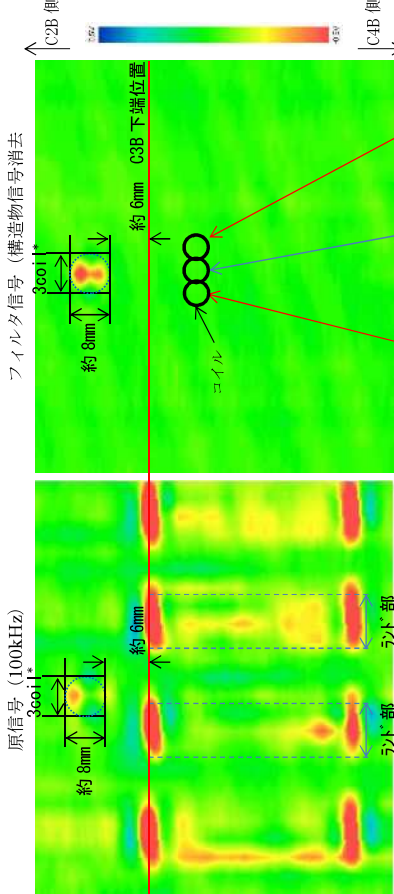 フィルタ信号 (構造物信号消去
C2B 側
3coil*
約 8mm
約 6mm C3B 下端位置
コイル
C4B 側
原信号 (100kHz)
3coil*
約 8mm
約 6mm
ランド部
ランド部